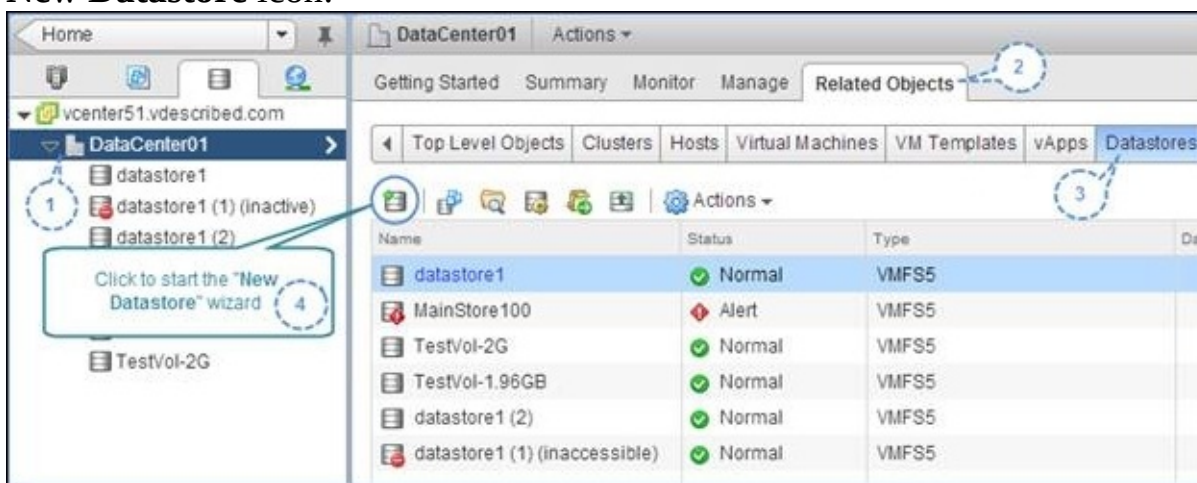 New Datastore icon:
Home
DataCenter01 Actions
Getting Started Summary Monitor Manage Related Objects
2
vcenter51.vdescribed.com
DataCenter01
Top Level Objects Clusters Hosts Virtual Machines VM Templates vApps Datastores
datastore1
1
datastore1 (1) (inactive)
3
Actions
datastore1 (2)
Name Status Type Da
Click to start the "New
Datastore" wizard
4
TestVol-2G
datastore1 Normal VMFS5
MainStore100 Alert VMFS5
TestVol-2G Normal VMFS5
TestVol-1.96GB Normal VMFS5
datastore1 (2) Normal VMFS5
datastore1 (1) (inaccessible) Normal VMFS5